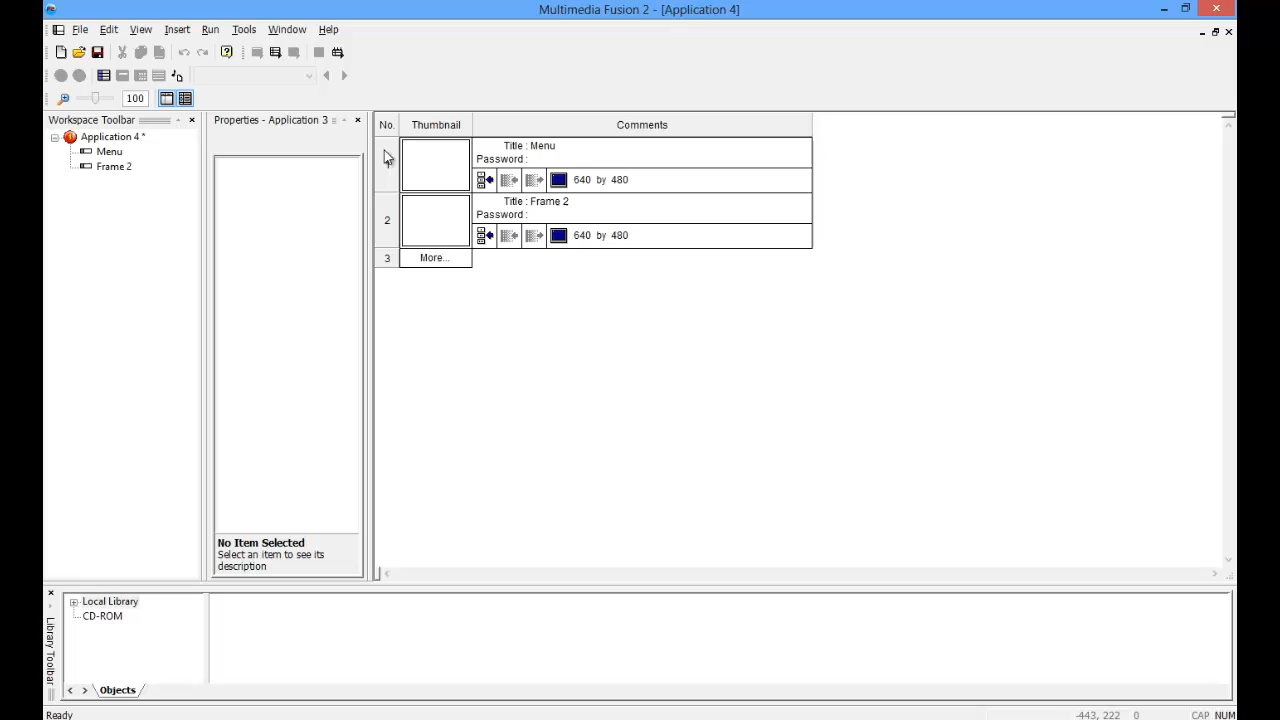 Multimedia Fusion 2 - [Application 4]
File Edit View Insert Run Tools Window Help
100
Workspace Toolbar
Application 4 *
Menu
Frame 2
Properties - Application 3
No Item Selected
Select an item to see its
description
No. Thumbnail Comments
Title : Menu
Password :
640 by 480
2
Title : Frame 2
Password :
640 by 480
3 More...
Library Toolbar
Local Library
CD-ROM
Objects
Ready -443, 222 0 CAP NUM